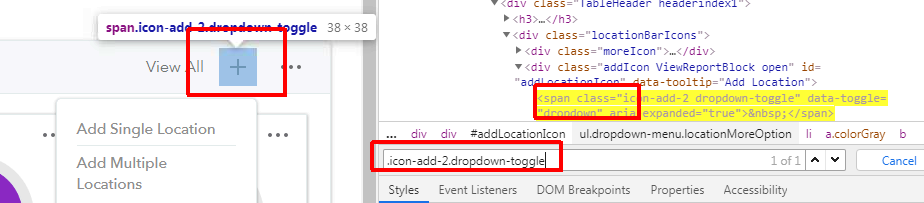 span.icon-add-2.dropdown-toggle 38 × 38
View All
Add Single Location
Add Multiple
Locations
▼<div class="TableHeader headerindex1">
▶<h3>…</h3>
▼<div class="locationBarIcons">
▶<div class="moreIcon">…</div>
▼<div class="addIcon ViewReportBlock open" id=
"addLocationIcon" data-tooltip="Add Location">
<span class="icon-add-2 dropdown-toggle" data-toggle=
"dropdown" aria-expanded="true">&nbsp;</span>
... div div #addLocationIcon ul.dropdown-menu.locationMoreOption li a.colorGray b ...
.icon-add-2.dropdown-toggle 1 of 1 Cancel
Styles Event Listeners DOM Breakpoints Properties Accessibility